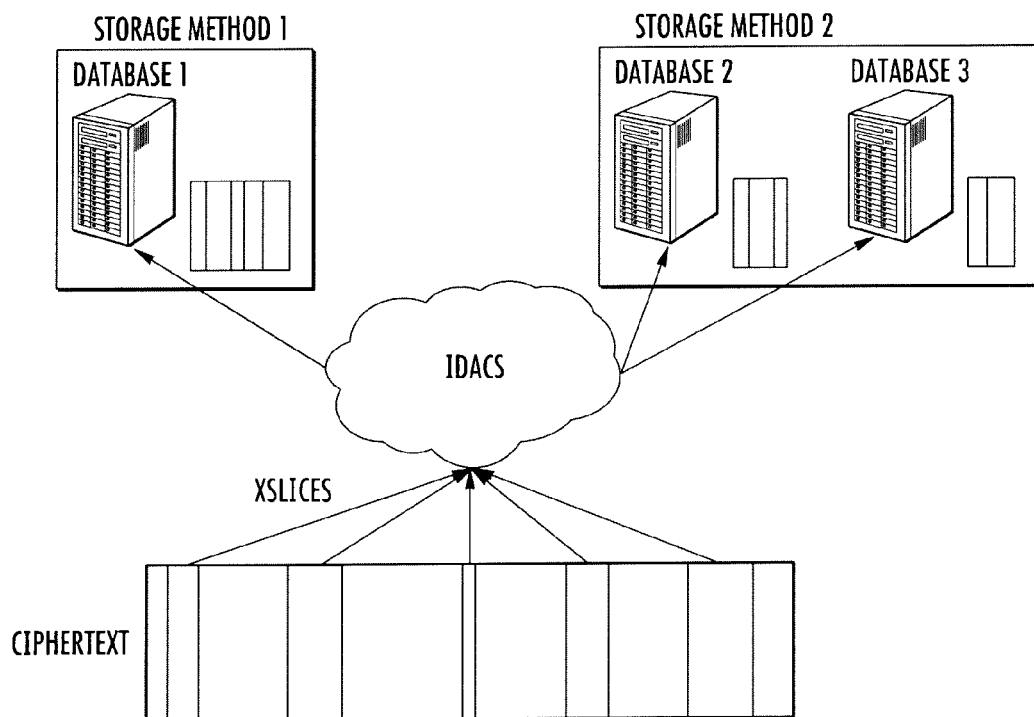 STORAGE METHOD 1
STORAGE METHOD 2
DATABASE 1
DATABASE 2
DATABASE 3
IDACS
XSLICES
CIPHERTEXT